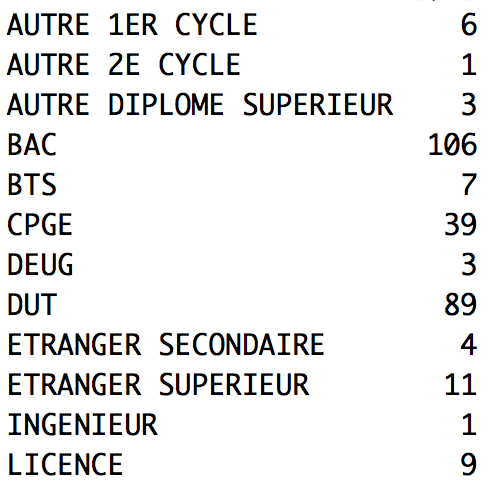 AUTRE 1ER CYCLE 6
AUTRE 2E CYCLE 1
AUTRE DIPLOME SUPERIEUR 3
BAC 106
BTS 7
CPGE 39
DEUG 3
DUT 89
ETRANGER SECONDAIRE 4
ETRANGER SUPERIEUR 11
INGENIEUR 1
LICENCE 9